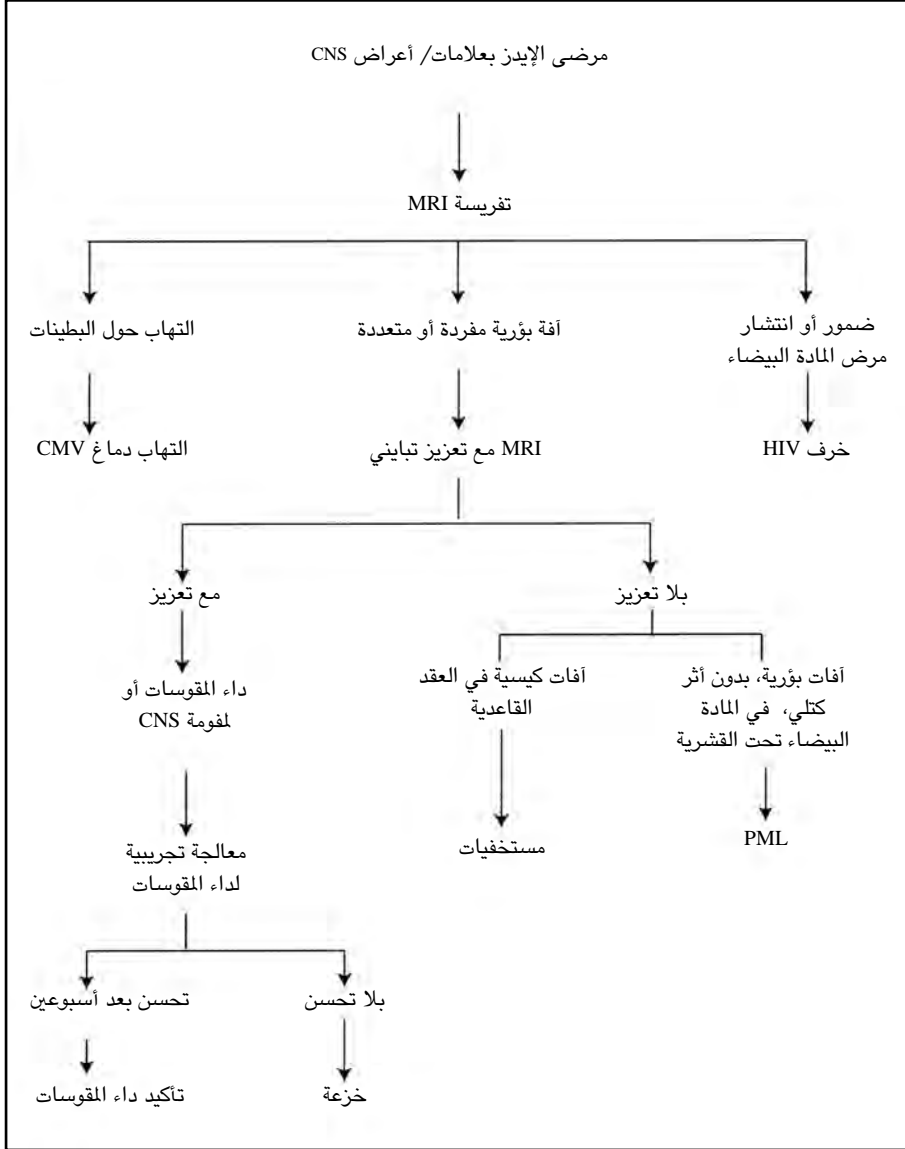 مرضى الإيدز بعلامات/ أعراض CNS
تفريسة MRI
ضمور أو انتشار
مرض المادة البيضاء
آفة بؤرية مفردة أو متعددة
التهاب حول البطينات
خرف HIV
MRI مع تعزيز تبايني
التهاب دماغ CMV
بلا تعزيز
مع تعزيز
آفات بؤرية، بدون أثر
كتلي، في المادة
البيضاء تحت القشرية
آفات كيسية في العقد
القاعدية
داء المقوسات أو
لمفومة CNS
PML
مستخفيات
معالجة تجريبية
لداء المقوسات
بلا تحسن
تحسن بعد أسبوعين
خزعة
تأكيد داء المقوسات